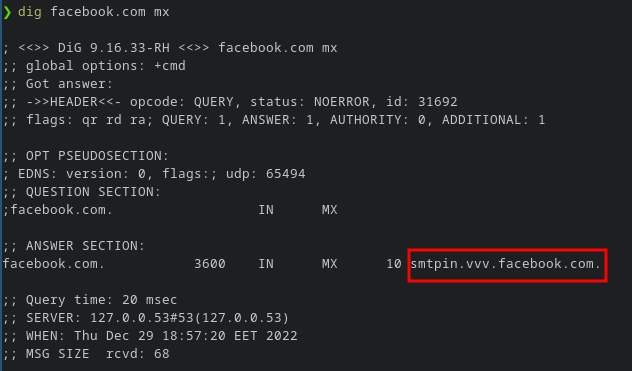 ❯ dig facebook.com mx
; <<>> DiG 9.16.33-RH <<>> facebook.com mx
;; global options: +cmd
;; Got answer:
;; ->>HEADER<<- opcode: QUERY, status: NOERROR, id: 31692
;; flags: qr rd ra; QUERY: 1, ANSWER: 1, AUTHORITY: 0, ADDITIONAL: 1
;; OPT PSEUDOSECTION:
; EDNS: version: 0, flags:; udp: 65494
;; QUESTION SECTION:
;facebook.com. IN MX
;; ANSWER SECTION:
facebook.com. 3600 IN MX 10 smtpin.vvv.facebook.com.
;; Query time: 20 msec
;; SERVER: 127.0.0.53#53(127.0.0.53)
;; WHEN: Thu Dec 29 18:57:20 EET 2022
;; MSG SIZE rcvd: 68